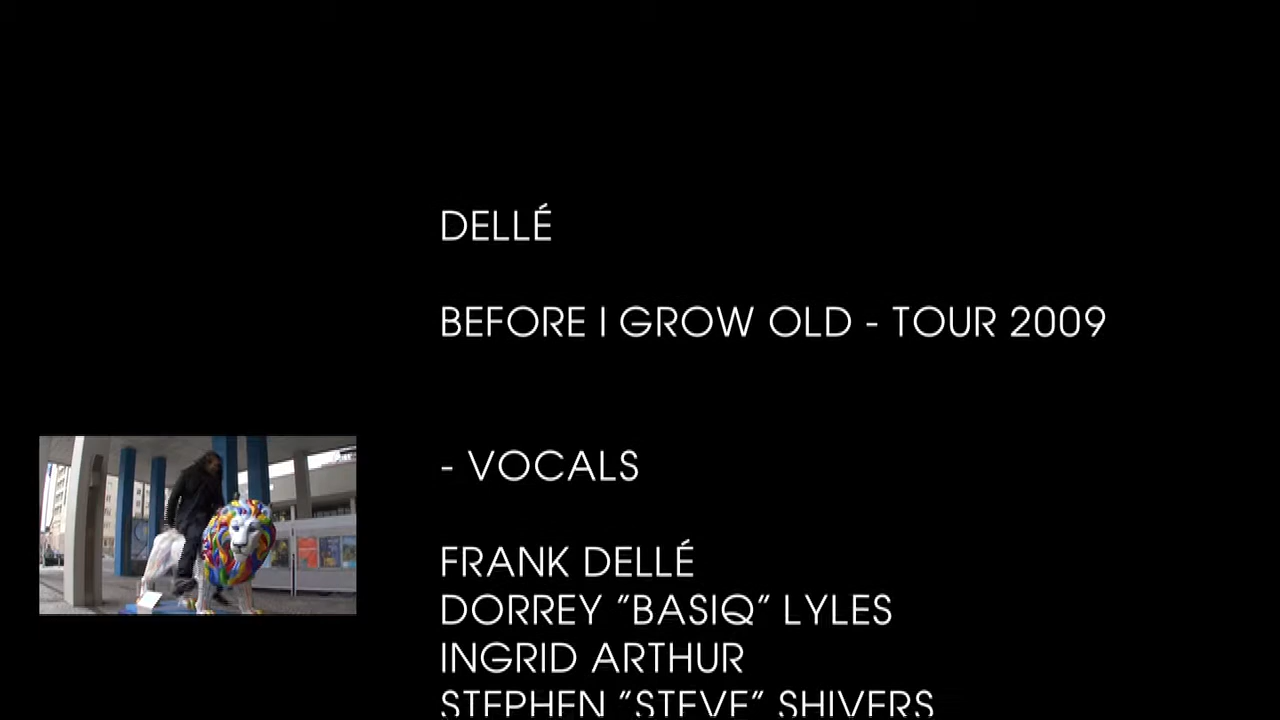 DELLÉ
BEFORE I GROW OLD - TOUR 2009
- VOCALS
FRANK DELLÉ
DORREY ”BASIQ” LYLES
INGRID ARTHUR
STEPHEN ”STEVE” SHIVERS